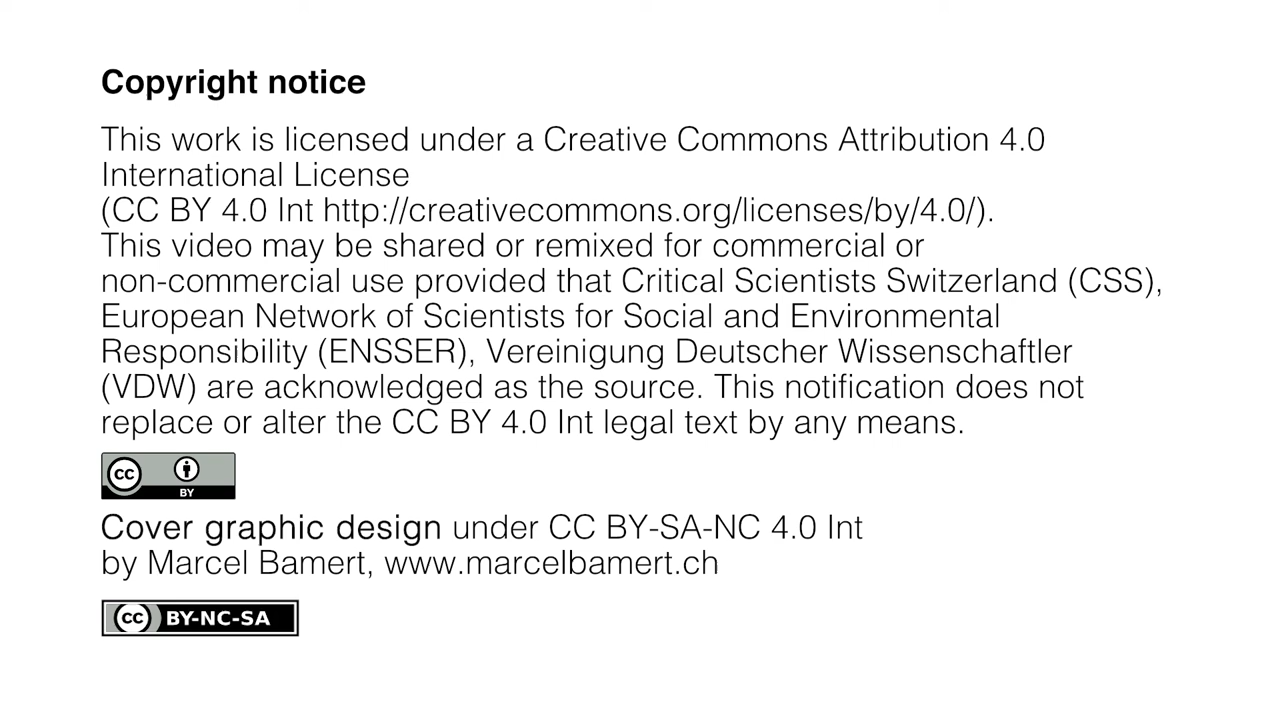 Copyright notice
This work is licensed under a Creative Commons Attribution 4.0
International License
(CC BY 4.0 Int http://creativecommons.org/licenses/by/4.0/).
This video may be shared or remixed for commercial or
non-commercial use provided that Critical Scientists Switzerland (CSS),
European Network of Scientists for Social and Environmental
Responsibility (ENSSER), Vereinigung Deutscher Wissenschaftler
(VDW) are acknowledged as the source. This notification does not
replace or alter the CC BY 4.0 Int legal text by any means.
cc BY
Cover graphic design under CC BY-SA-NC 4.0 Int
by Marcel Bamert, www.marcelbamert.ch
cc BY-NC-SA